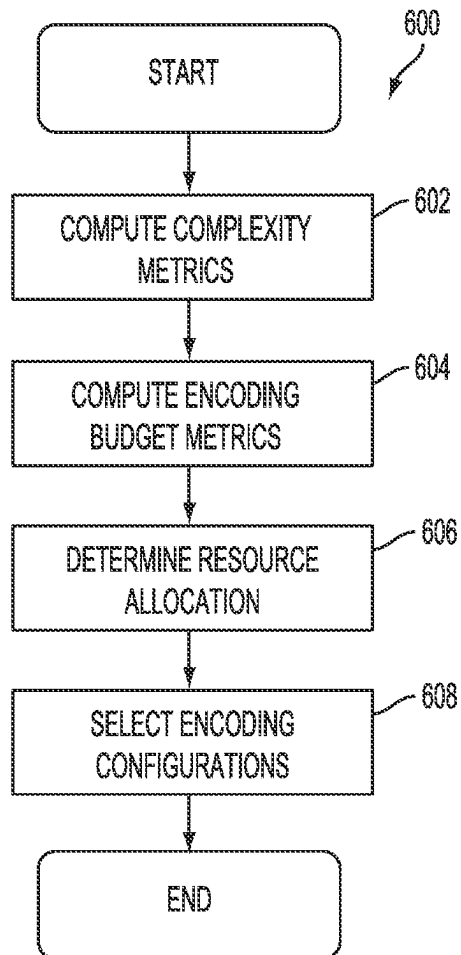 600
START
602
COMPUTE COMPLEXITY
METRICS
604
COMPUTE ENCODING
BUDGET METRICS
606
DETERMINE RESOURCE
ALLOCATION
608
SELECT ENCODING
CONFIGURATIONS
END